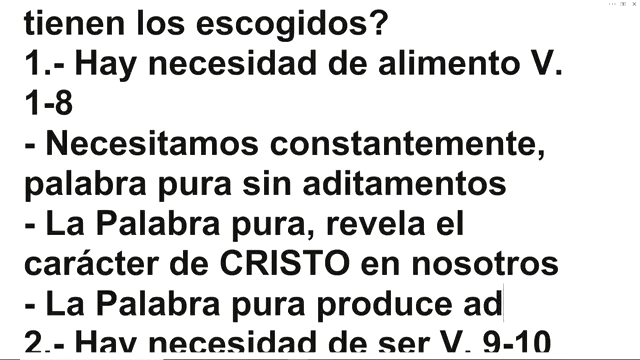 tienen los escogidos?
1.- Hay necesidad de alimento V.
1-8
- Necesitamos constantemente,
palabra pura sin aditamentos
- La Palabra pura, revela el
carácter de CRISTO en nosotros
- La Palabra pura produce ad
2.- Hay necesidad de ser V. 9-10